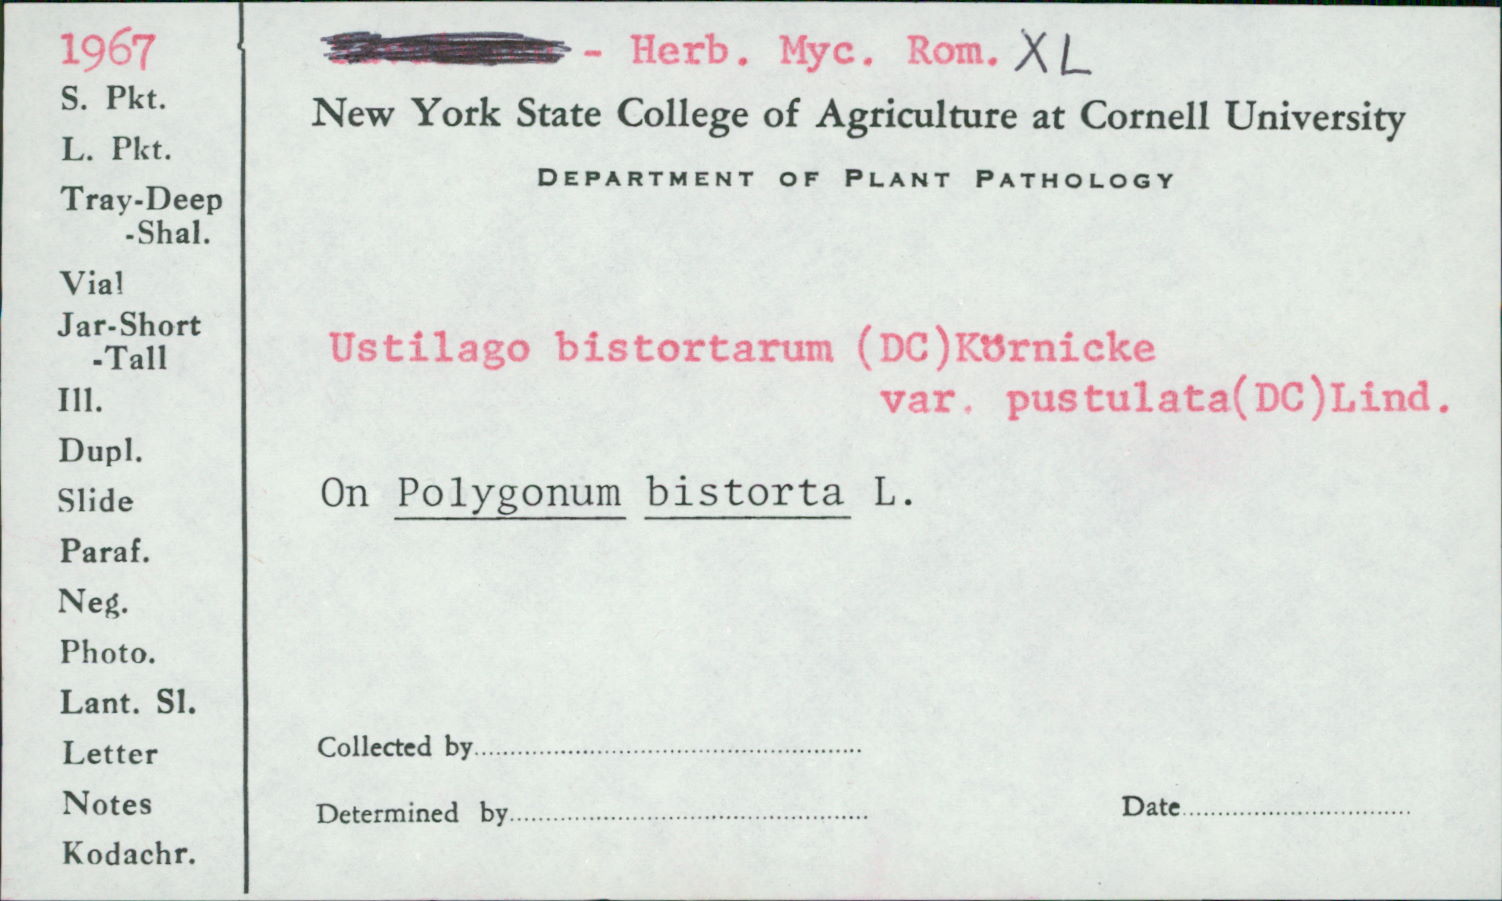 1967
S. Pkt.
L. Pkt.
Tray-Deep
-Shal.
Vial
Jar-Short
-Tall
Ill.
Dupl.
Slide
Paraf.
Neg.
Photo.
Lant. Sl.
Letter
Notes
Kodachr.
- Herb. Myc. Rom. XL
New York State College of Agriculture at Cornell University
DEPARTMENT OF PLANT PATHOLOGY
Ustilago bistortarum (DC)Körnicke
var. pustulata(DC)Lind.
On Polygonum bistorta L.
Collected by
Determined by
Date